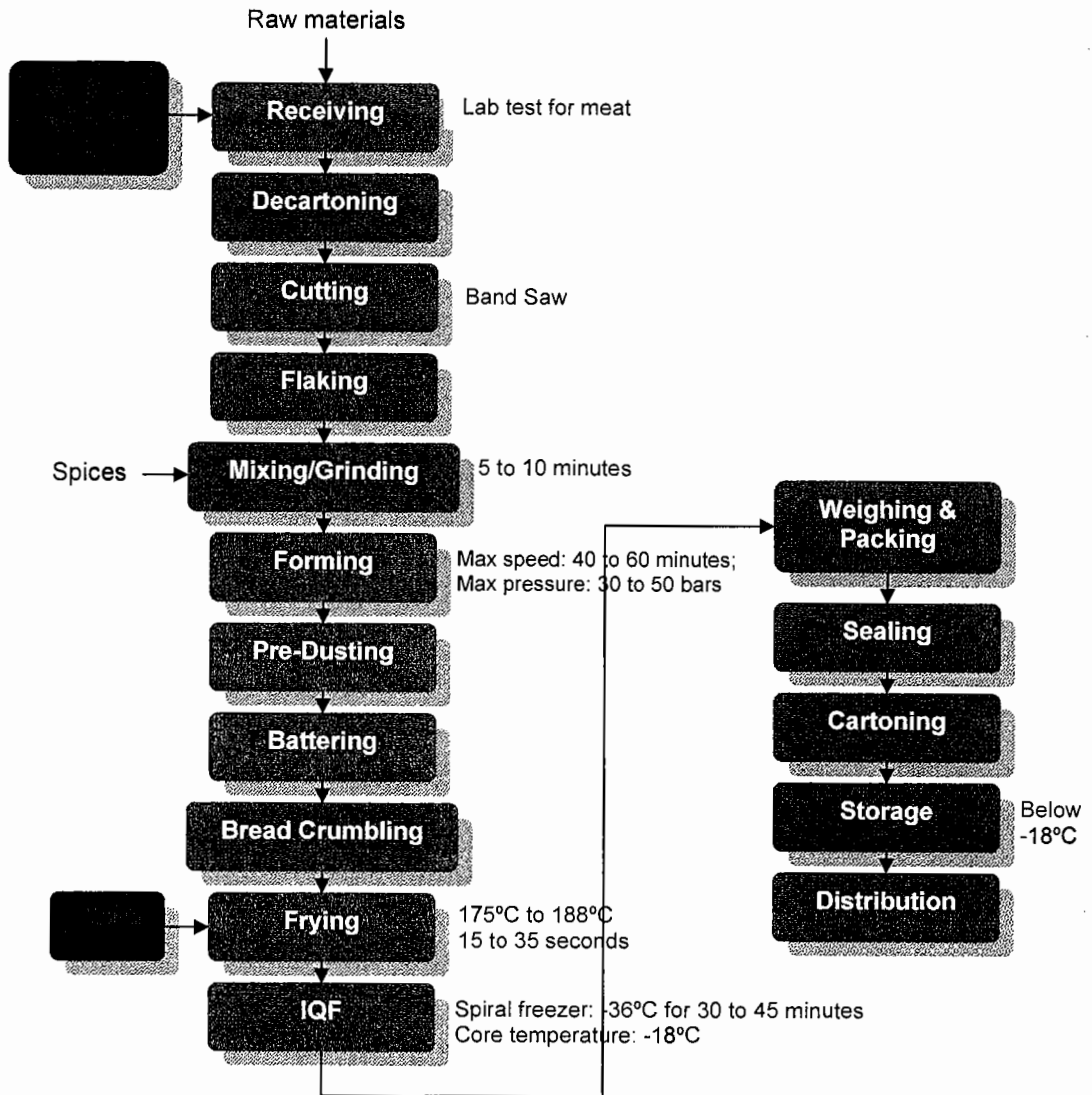 Raw materials
Receiving
Lab test for meat
Decartoning
Cutting
Band Saw
Flaking
Spices
Mixing/Grinding
5 to 10 minutes
Forming
Max speed: 40 to 60 minutes;
Max pressure: 30 to 50 bars
Pre-Dusting
Battering
Bread Crumbling
Frying
175ºC to 188ºC
15 to 35 seconds
IQF
Spiral freezer: -36ºC for 30 to 45 minutes
Core temperature: -18ºC
Weighing &
Packing
Sealing
Cartoning
Storage
Below
-18ºC
Distribution